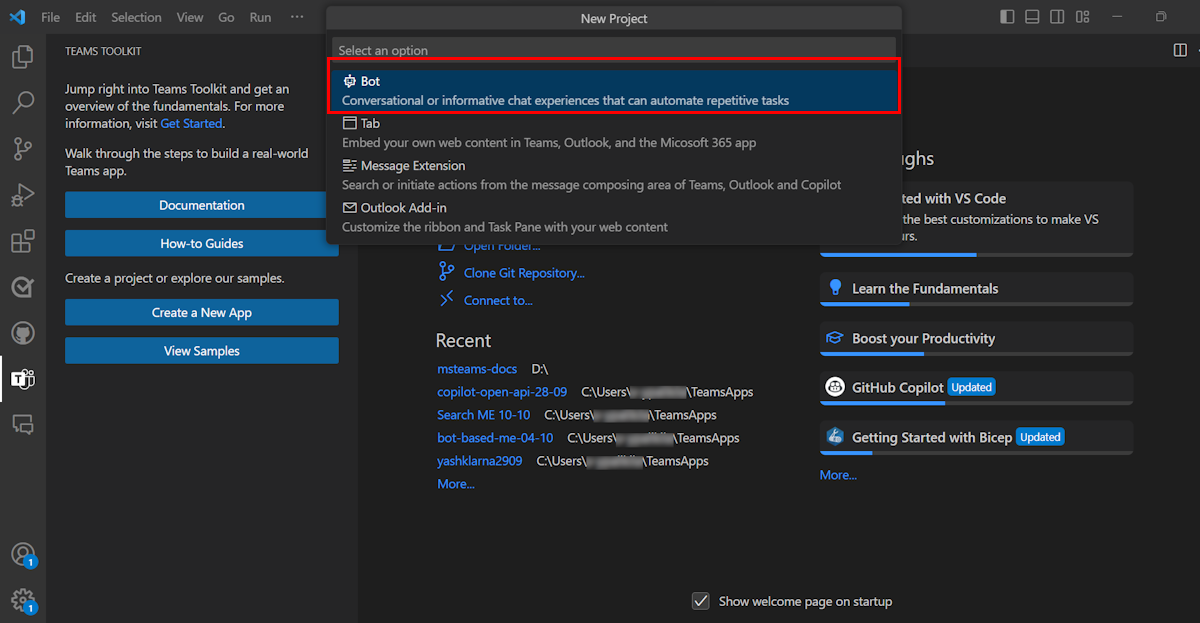 File Edit Selection View Go Run ···
New Project
Select an option
Bot
Conversational or informative chat experiences that can automate repetitive tasks
Tab
Embed your own web content in Teams, Outlook, and the Micosoft 365 app
Message Extension
Search or initiate actions from the message composing area of Teams, Outlook and Copilot
Outlook Add-in
Customize the ribbon and Task Pane with your web content
TEAMS TOOLKIT
Jump right into Teams Toolkit and get an
overview of the fundamentals. For more
information, visit Get Started.
Walk through the steps to build a real-world
Teams app.
Documentation
How-to Guides
Create a project or explore our samples.
Create a New App
View Samples
1
1
Open Folder...
Clone Git Repository...
Connect to...
Recent
msteams-docs D:\
copilot-open-api-28-09 C:\Users\ \TeamsApps
Search ME 10-10 C:\Users\ \TeamsApps
bot-based-me-04-10 C:\Users\ \TeamsApps
yashklarna2909 C:\Users\ \TeamsApps
More...
ughs
ted with VS Code
the best customizations to make VS
urs.
Learn the Fundamentals
Boost your Productivity
GitHub Copilot Updated
Getting Started with Bicep Updated
More...
Show welcome page on startup